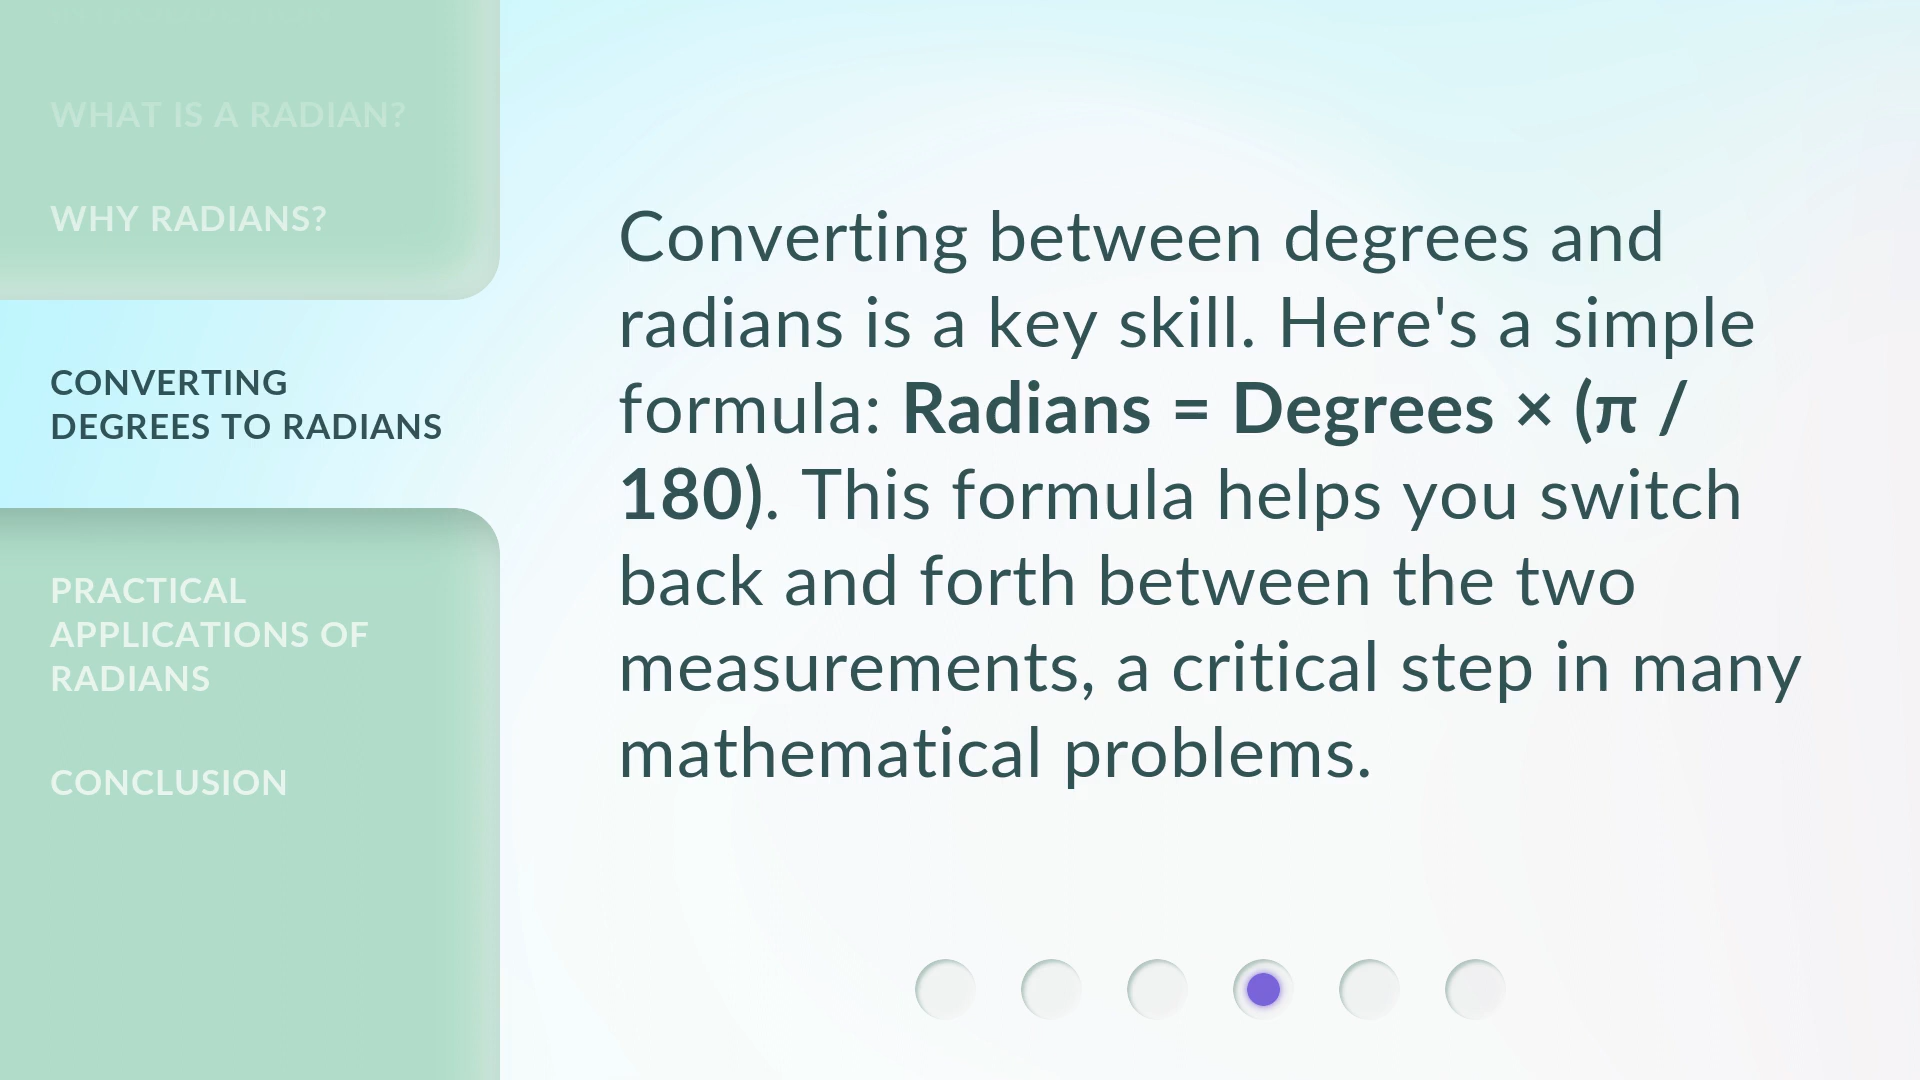 WHAT IS A RADIAN?
WHY RADIANS?
CONVERTING
DEGREES TO RADIANS
PRACTICAL
APPLICATIONS OF
RADIANS
CONCLUSION
Converting between degrees and
radians is a key skill. Here's a simple
formula: Radians = Degrees × (π /
180). This formula helps you switch
back and forth between the two
measurements, a critical step in many
mathematical problems.